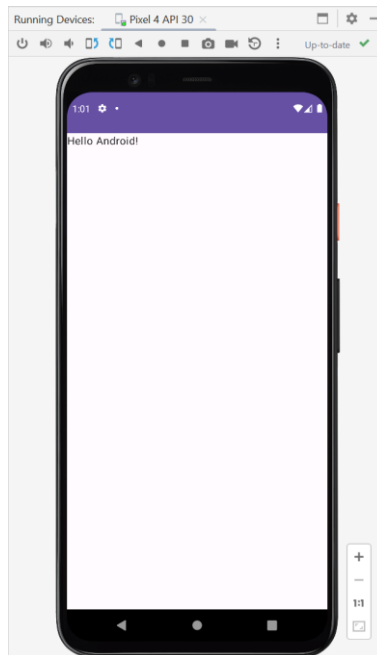 Running Devices: Pixel 4 API 30
Up-to-date
1:01
Hello Android!
1:1